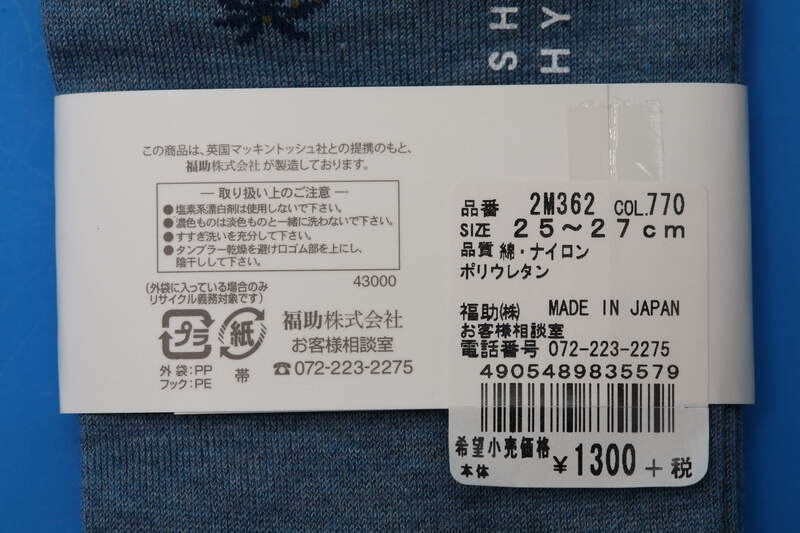 SH
HY
この商品は、英国マッキントッシュ社との提携のもと、
福助株式会社が製造しております。
取り扱い上のご注意
●塩素系漂白剤は使用しないで下さい。
●濃色ものは淡色ものと一緒に洗わないで下さい。
●すすぎ洗いを充分して下さい。
●タンブラー乾燥を避け口ゴム部を上にし、
陰干しして下さい。
43000
(外袋に入っている場合のみ
リサイクル義務対象です)
プラ
紙
外袋:PP
フック:PE
帯
福助株式会社
お客様相談室
☎072-223-2275
品番 2M362 COL.770
SIZE 25~27cm
品質 綿・ナイロン
ポリウレタン
福助(株) MADE IN JAPAN
お客様相談室
電話番号 072-223-2275
4905489835579
希望小売価格
本体 ¥1300+税